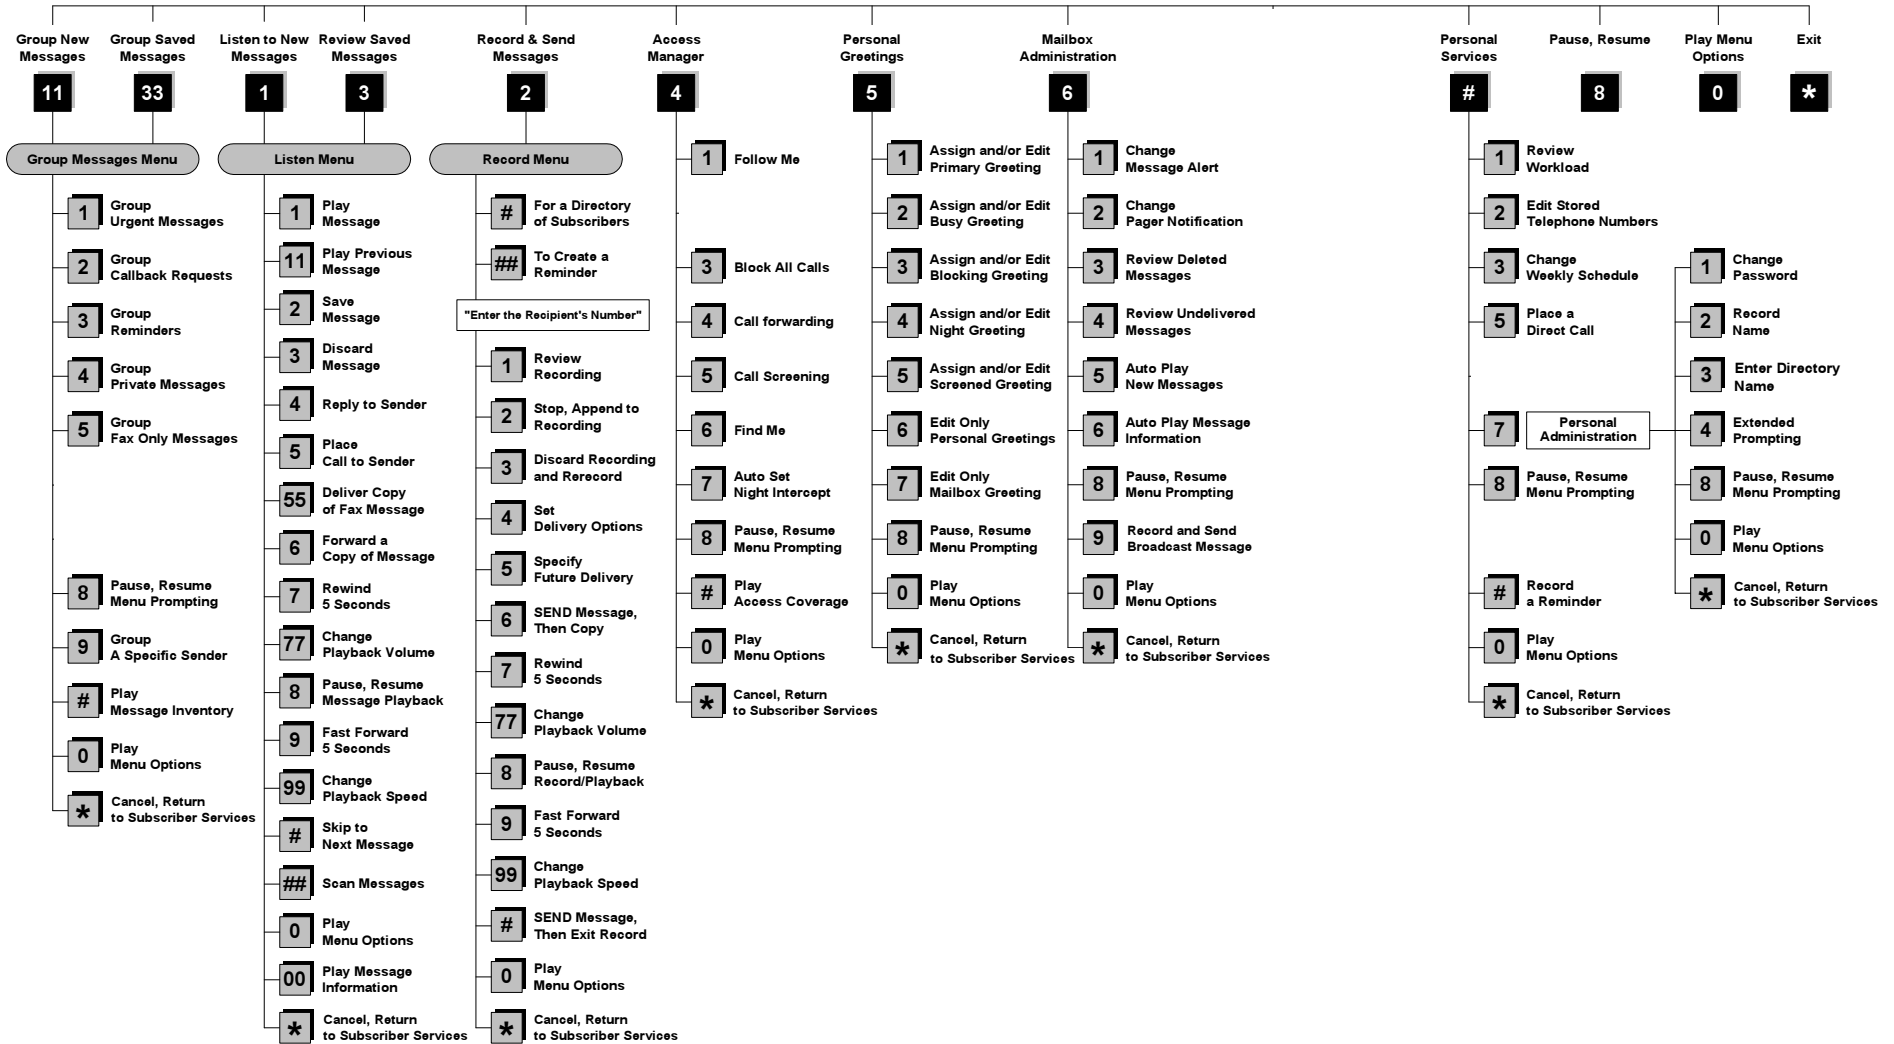 Group New
Messages
11
Group Saved
Messages
33
Listen to New
Messages
1
Review Saved
Messages
3
Record & Send
Messages
2
Access
Manager
4
Personal
Greetings
5
Mailbox
Administration
6
Personal
Services
#
Pause, Resume
8
Play Menu
Options
0
Exit
*
Group Messages Menu
1
Group
Urgent Messages
2
Group
Callback Requests
3
Group
Reminders
4
Group
Private Messages
5
Group
Fax Only Messages
8
Pause, Resume
Menu Prompting
9
Group
A Specific Sender
#
Play
Message Inventory
0
Play
Menu Options
*
Cancel, Return
to Subscriber Services
Listen Menu
1
Play
Message
11
Play Previous
Message
2
Save
Message
3
Discard
Message
4
Reply to Sender
5
Place
Call to Sender
55
Deliver Copy
of Fax Message
6
Forward a
Copy of Message
7
Rewind
5 Seconds
77
Change
Playback Volume
8
Pause, Resume
Message Playback
9
Fast Forward
5 Seconds
99
Change
Playback Speed
#
Skip to
Next Message
##
Scan Messages
0
Play
Menu Options
00
Play Message
Information
*
Cancel, Return
to Subscriber Services
Record Menu
#
For a Directory
of Subscribers
##
To Create a
Reminder
"Enter the Recipient's Number"
1
Review
Recording
2
Stop, Append to
Recording
3
Discard Recording
and Rerecord
4
Set
Delivery Options
5
Specify
Future Delivery
6
SEND Message,
Then Copy
7
Rewind
5 Seconds
77
Change
Playback Volume
8
Pause, Resume
Record/Playback
9
Fast Forward
5 Seconds
99
Change
Playback Speed
#
SEND Message,
Then Exit Record
0
Play
Menu Options
*
Cancel, Return
to Subscriber Services
1
Follow Me
3
Block All Calls
4
Call forwarding
5
Call Screening
6
Find Me
7
Auto Set
Night Intercept
8
Pause, Resume
Menu Prompting
#
Play
Access Coverage
0
Play
Menu Options
*
Cancel, Return
to Subscriber Services
1
Assign and/or Edit
Primary Greeting
2
Assign and/or Edit
Busy Greeting
3
Assign and/or Edit
Blocking Greeting
4
Assign and/or Edit
Night Greeting
5
Assign and/or Edit
Screened Greeting
6
Edit Only
Personal Greetings
7
Edit Only
Mailbox Greeting
8
Pause, Resume
Menu Prompting
0
Play
Menu Options
*
Cancel, Return
to Subscriber Services
1
Change
Message Alert
2
Change
Pager Notification
3
Review Deleted
Messages
4
Review Undelivered
Messages
5
Auto Play
New Messages
6
Auto Play Message
Information
8
Pause, Resume
Menu Prompting
9
Record and Send
Broadcast Message
0
Play
Menu Options
*
Cancel, Return
to Subscriber Services
1
Review
Workload
2
Edit Stored
Telephone Numbers
3
Change
Weekly Schedule
5
Place a
Direct Call
7
Personal
Administration
8
Pause, Resume
Menu Prompting
#
Record
a Reminder
0
Play
Menu Options
*
Cancel, Return
to Subscriber Services
1
Change
Password
2
Record
Name
3
Enter Directory
Name
4
Extended
Prompting
8
Pause, Resume
Menu Prompting
0
Play
Menu Options
*
Cancel, Return
to Subscriber Services